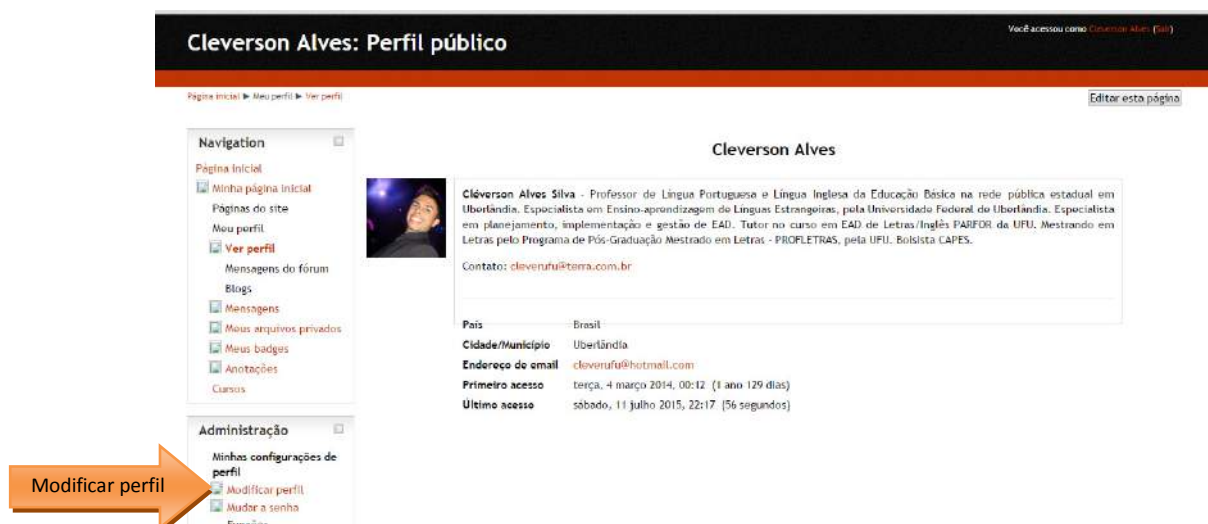 Cleverson Alves: Perfil público
Você acessou como Cleverson Alves (Sair)
Página inicial ► Meu perfil ► Ver perfil
Editar esta página
Navigation
Página inicial
Minha página inicial
Páginas do site
Meu perfil
Ver perfil
Mensagens do fórum
Blogs
Mensagens
Meus arquivos privados
Meus badges
Anotações
Cursos
Administração
Minhas configurações de
perfil
Modificar perfil
Mudar a senha
Modificar perfil
Cleverson Alves
Cléverson Alves Silva - Professor de Língua Portuguesa e Língua Inglesa da Educação Básica na rede pública estadual em
Uberlândia. Especialista em Ensino-aprendizagem de Línguas Estrangeiras, pela Universidade Federal de Uberlândia. Especialista
em planejamento, implementação e gestão de EAD. Tutor no curso em EAD de Letras/Inglês PARFOR da UFU. Mestrando em
Letras pelo Programa de Pós-Graduação Mestrado em Letras - PROFLETRAS, pela UFU. Bolsista CAPES.
Contato: cleverufu@terra.com.br
País Brasil
Cidade/Município Uberlândia
Endereço de email cleverufu@hotmail.com
Primeiro acesso terça, 4 março 2014, 00:12 (1 ano 129 dias)
Último acesso sábado, 11 julho 2015, 22:17 (56 segundos)